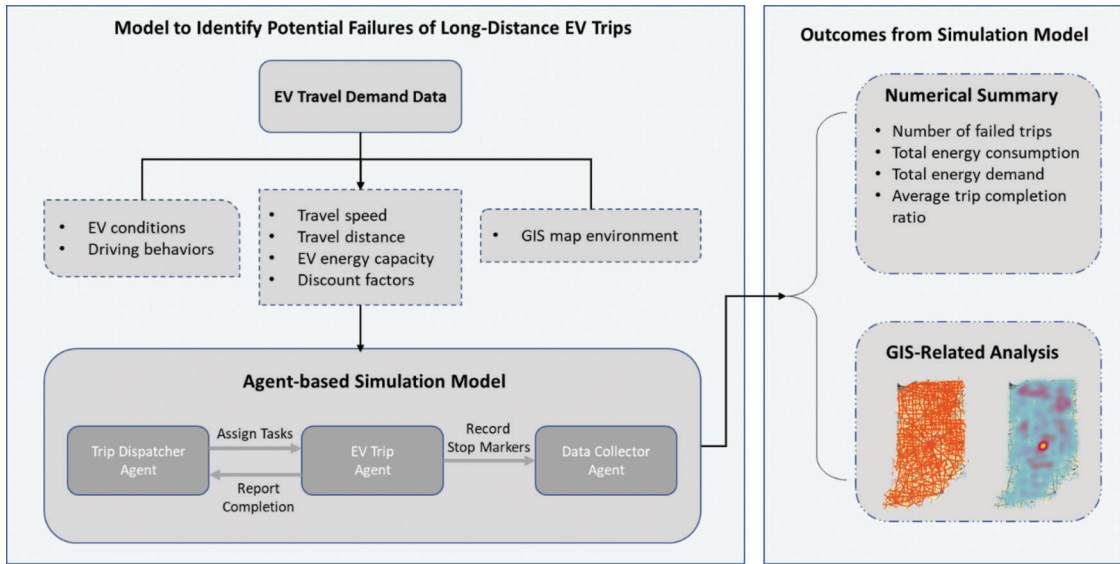 Model to Identify Potential Failures of Long-Distance EV Trips
EV Travel Demand Data
• EV conditions
• Driving behaviors
• Travel speed
• Travel distance
• EV energy capacity
• Discount factors
• GIS map environment
Agent-based Simulation Model
Trip Dispatcher
Agent
Assign Tasks
Report
Completion
EV Trip
Agent
Record
Stop Markers
Data Collector
Agent
Outcomes from Simulation Model
Numerical Summary
• Number of failed trips
• Total energy consumption
• Total energy demand
• Average trip completion
ratio
GIS-Related Analysis